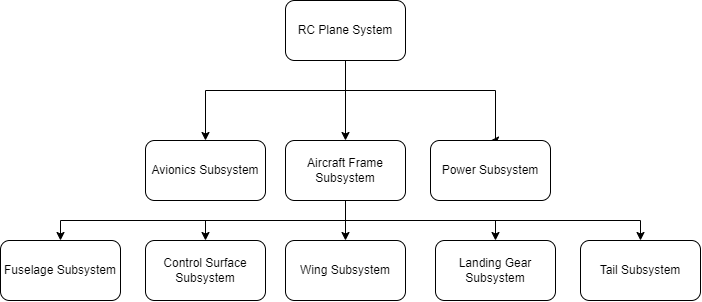 RC Plane System
Avionics Subsystem
Aircraft Frame
Subsystem
Power Subsystem
Fuselage Subsystem
Control Surface
Subsystem
Wing Subsystem
Landing Gear
Subsystem
Tail Subsystem